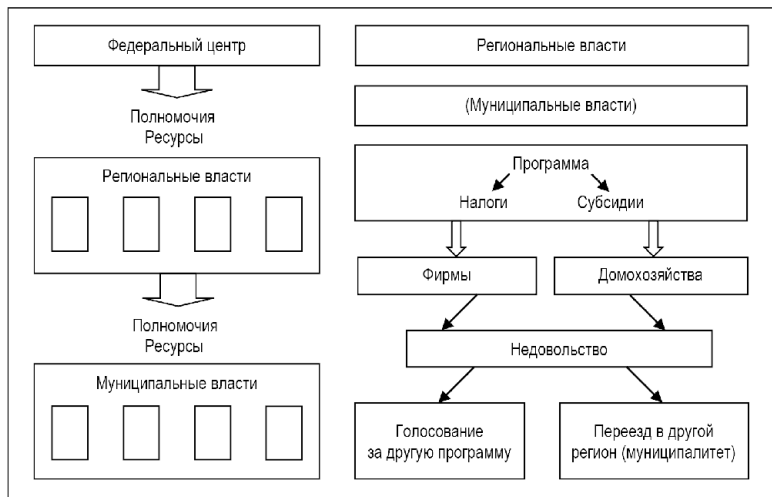 Федеральный центр
Полномочия
Ресурсы
Региональные власти
Полномочия
Ресурсы
Муниципальные власти
Региональные власти
(Муниципальные власти)
Программа
Налоги
Субсидии
Фирмы
Домохозяйства
Недовольство
Голосование
за другую программу
Переезд в другой
регион (муниципалитет)